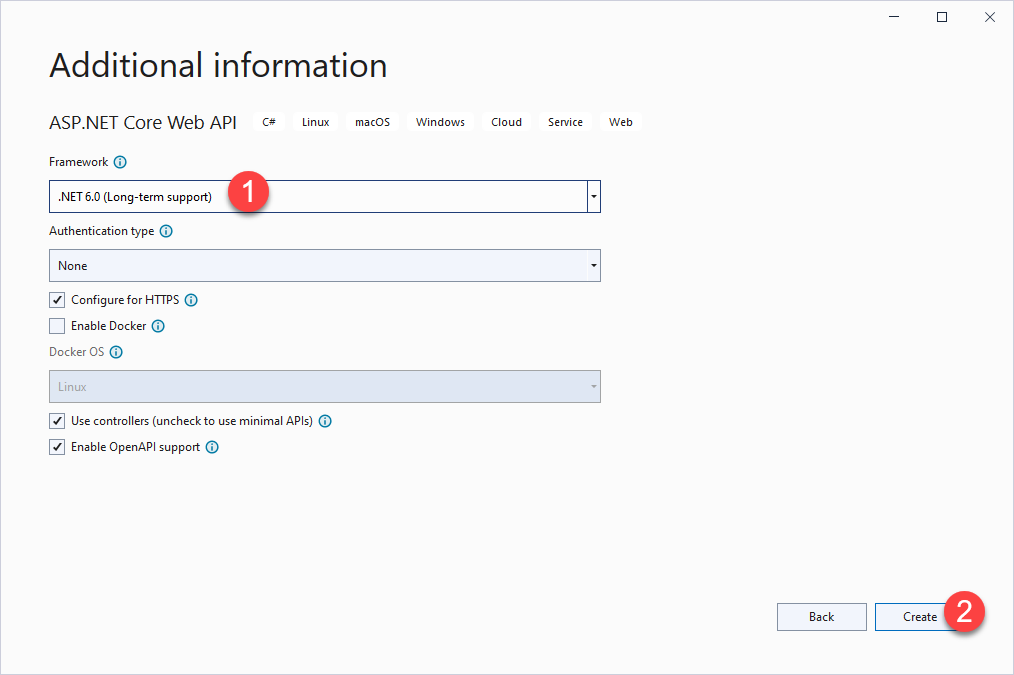 Additional information
ASP.NET Core Web API C# Linux macOS Windows Cloud Service Web
Framework
.NET 6.0 (Long-term support) 1
Authentication type
None
Configure for HTTPS
Enable Docker
Docker OS
Linux
Use controllers (uncheck to use minimal APIs)
Enable OpenAPI support
Back Create 2